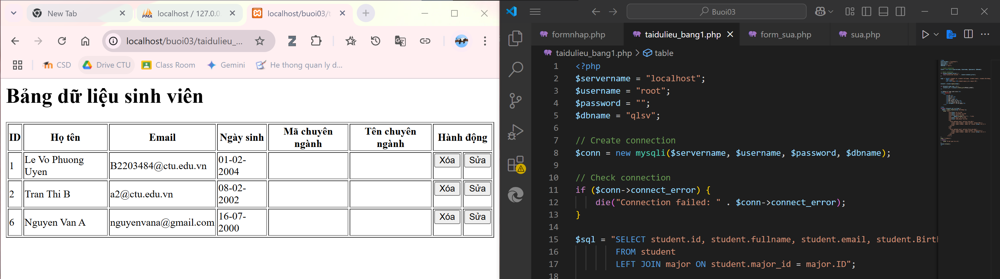 New Tab
localhost / 127.0.0
localhost/buoi03/t
localhost/buoi03/taidulieu_...
CSD
Drive CTU
Class Room
Gemini
He thong quan ly d...
Bảng dữ liệu sinh viên
ID Họ tên Email Ngày sinh Mã chuyên ngành Tên chuyên ngành Hành động
1 Le Vo Phuong Uyen B2203484@ctu.edu.vn 01-02-2004 Xóa Sửa
2 Tran Thi B a2@ctu.edu.vn 08-02-2002 Xóa Sửa
6 Nguyen Van A nguyenvana@gmail.com 16-07-2000 Xóa Sửa
Buoi03
formnhap.php
taidulieu_bang1.php
form_sua.php
sua.php
taidulieu_bang1.php > table
1 <?php
2 $servername = "localhost";
3 $username = "root";
4 $password = "";
5 $dbname = "qlsv";
6
7 // Create connection
8 $conn = new mysqli($servername, $username, $password, $dbname);
9
10 // Check connection
11 if ($conn->connect_error) {
12 die("Connection failed: " . $conn->connect_error);
13 }
14
15 $sql = "SELECT student.id, student.fullname, student.email, student.Birth
16 FROM student
17 LEFT JOIN major ON student.major_id = major.ID";
18